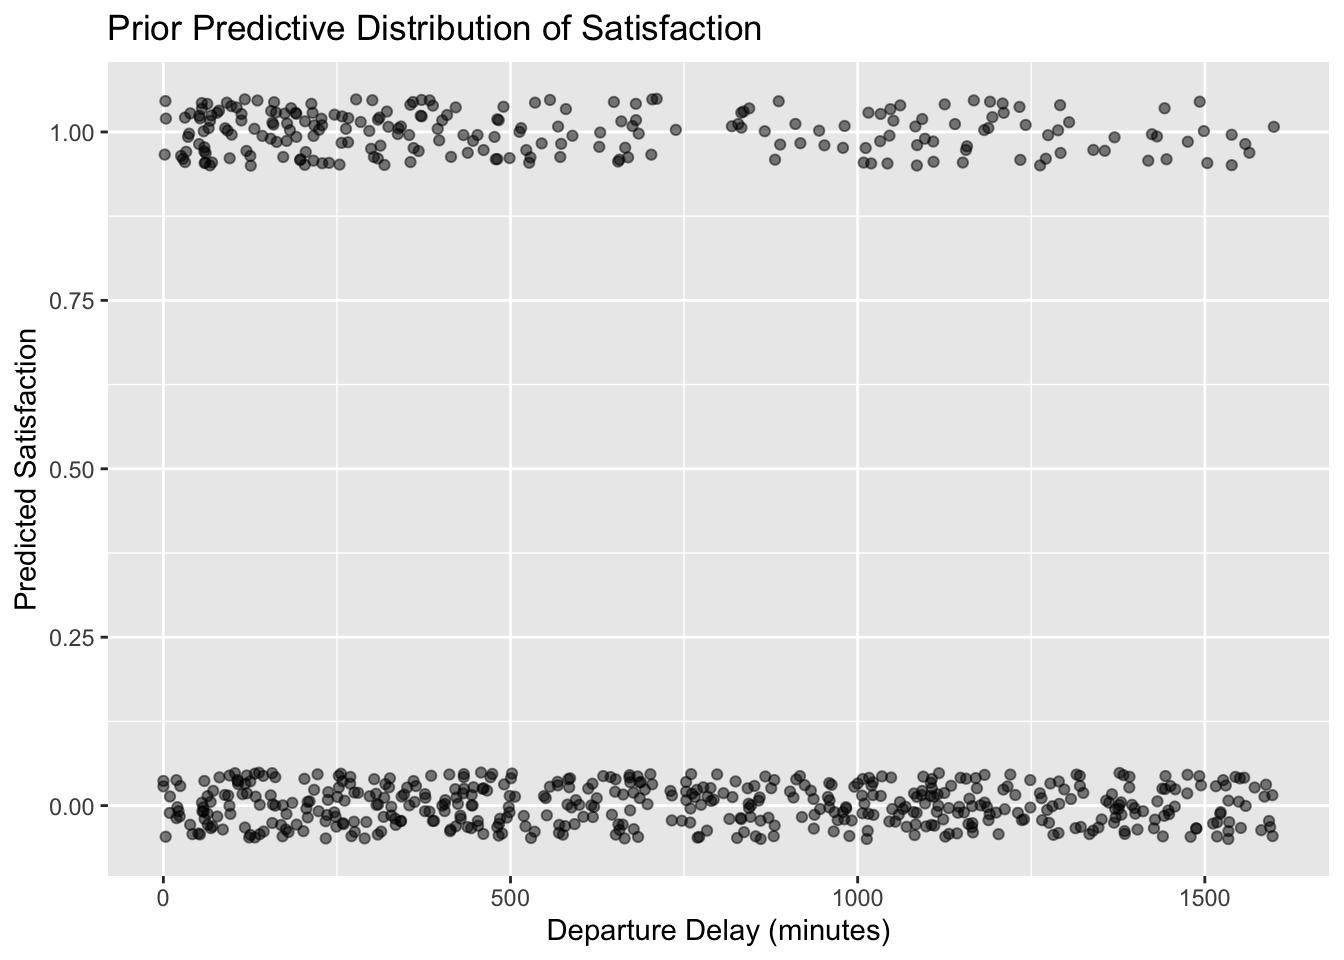 Prior Predictive Distribution of Satisfaction
1.00
0.75
0.50
0.25
0.00
Predicted Satisfaction
0 500 1000 1500
Departure Delay (minutes)